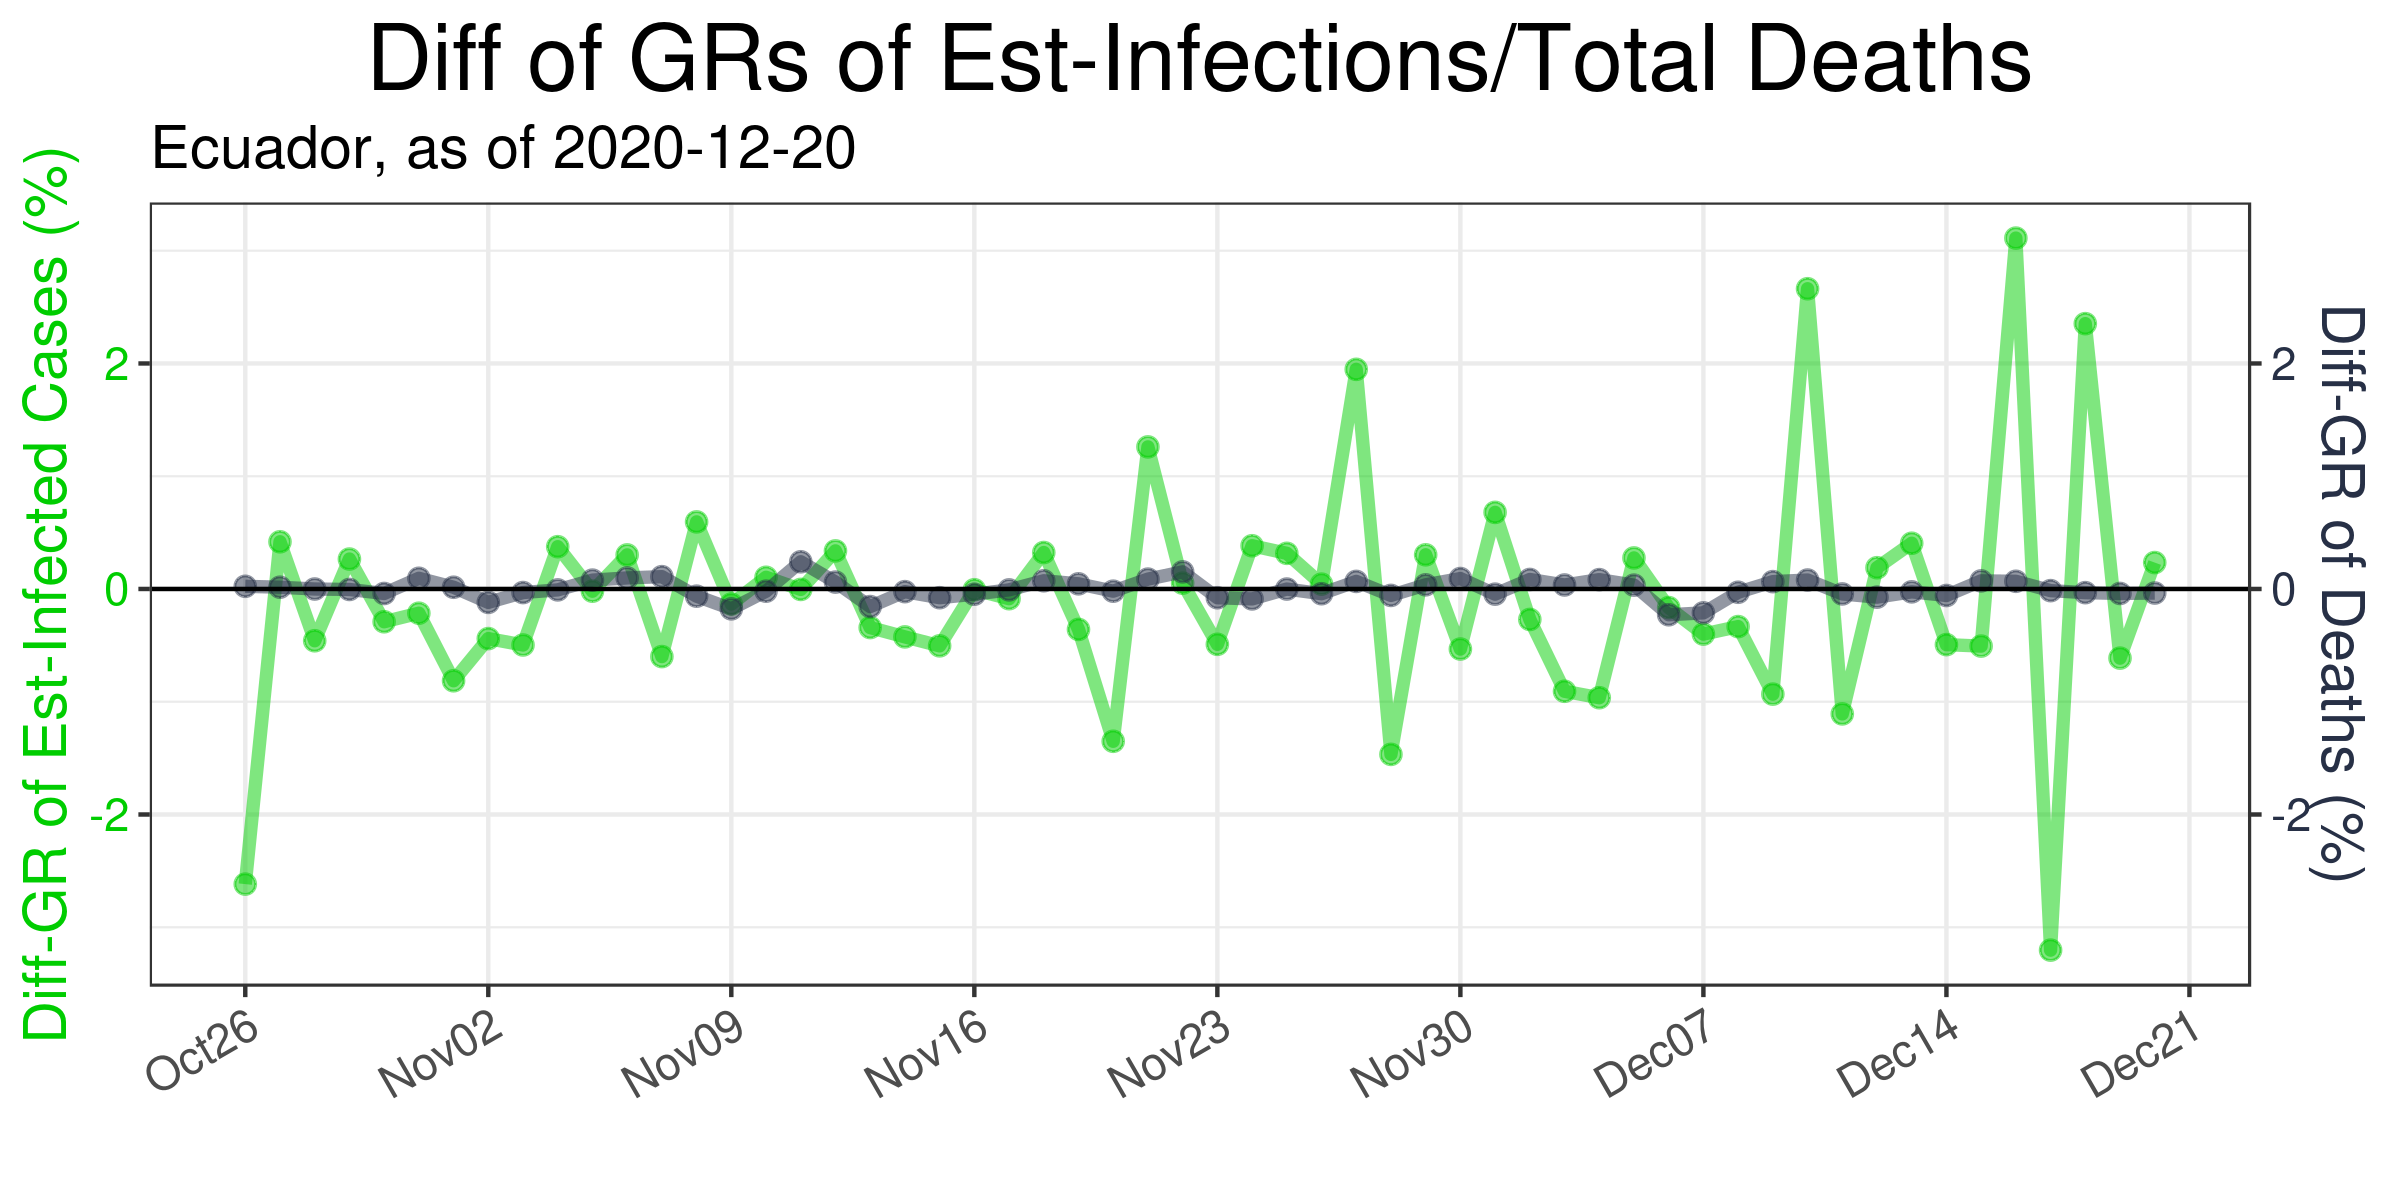 Diff of GRs of Est-Infections/Total Deaths
Ecuador, as of 2020-12-20
Diff-GR of Est-Infected Cases (%)
2
0
-2
2
0
-2
Diff-GR of Deaths (%)
Oct26
Nov02
Nov09
Nov16
Nov23
Nov30
Dec07
Dec14
Dec21